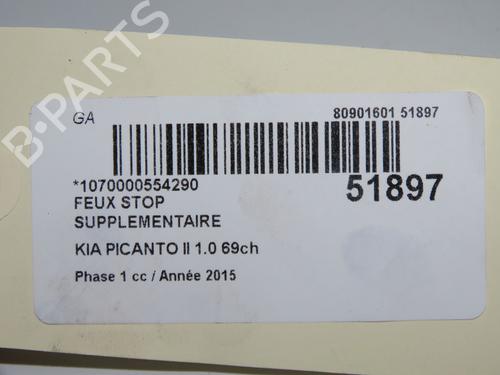 B-PARTS
GA
80901601 51897
*1070000554290
51897
FEUX STOP
SUPPLEMENTAIRE
KIA PICANTO II 1.0 69ch
Phase 1 cc / Année 2015